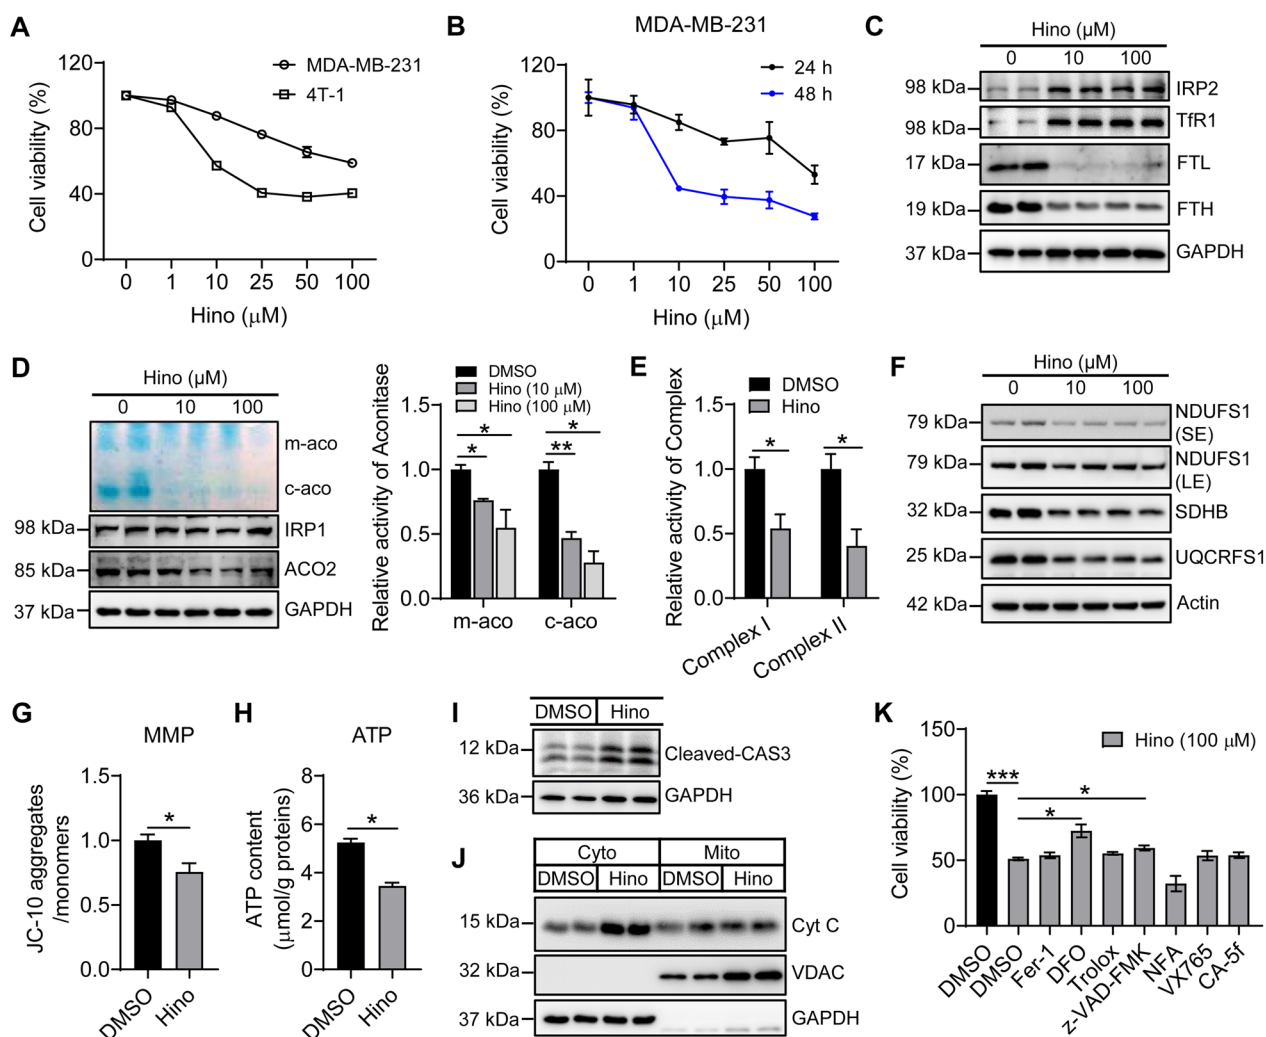 A
MDA-MB-231
4T-1
Cell viability (%)
120
80
40
0
0 1 10 25 50 100
Hino (μM)
B
MDA-MB-231
24 h
48 h
Cell viability (%)
120
80
40
0
0 1 10 25 50 100
Hino (μM)
C
Hino (μM)
0 10 100
98 kDa IRP2
98 kDa TfR1
17 kDa FTL
19 kDa FTH
37 kDa GAPDH
D
Hino (μM)
0 10 100
m-aco
c-aco
98 kDa IRP1
85 kDa ACO2
37 kDa GAPDH
DMSO
Hino (10 μM)
Hino (100 μM)
Relative activity of Aconitase
1.5
1.0
0.5
0.0
* * ** *
m-aco c-aco
E
DMSO
Hino
Relative activity of Complex
1.5
1.0
0.5
0.0
* *
Complex I Complex II
F
Hino (μM)
0 10 100
79 kDa NDUFS1
(SE)
79 kDa NDUFS1
(LE)
32 kDa SDHB
25 kDa UQCRFS1
42 kDa Actin
G
MMP
JC-10 aggregates
/monomers
1.5
1.0
0.5
0.0
*
DMSO Hino
H
ATP
ATP content
(μmol/g proteins)
8
6
4
2
0
*
DMSO Hino
I
DMSO Hino
12 kDa Cleaved-CAS3
36 kDa GAPDH
J
Cyto Mito
DMSO Hino DMSO Hino
15 kDa Cyt C
32 kDa VDAC
37 kDa GAPDH
K
Hino (100 μM)
Cell viability (%)
150
100
50
0
*** * *
DMSO DMSO Fer-1 DFO Trolox z-VAD-FMK NFA VX765 CA-5f